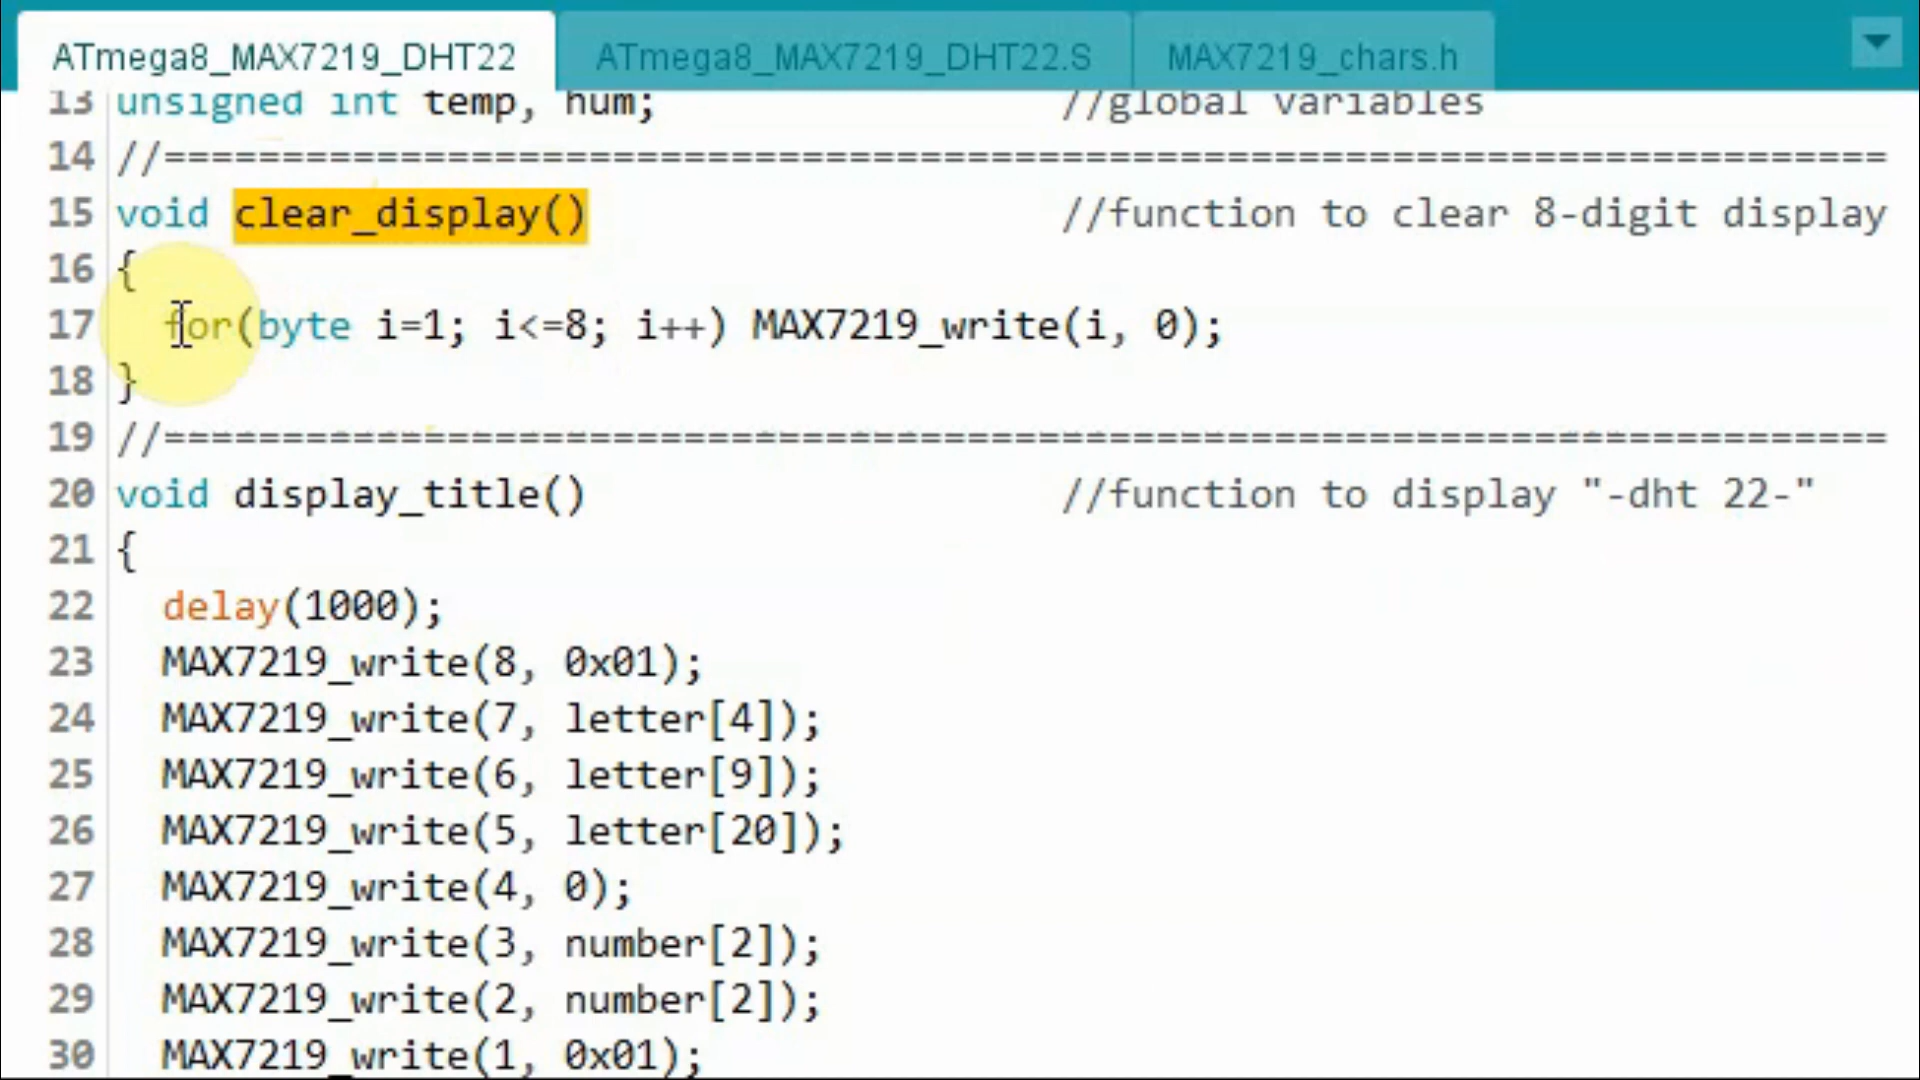 ATmega8_MAX7219_DHT22 ATmega8_MAX7219_DHT22.S MAX7219_chars.h
13 unsigned int temp, hum; //global variables
14 //=========================================================================
15 void clear_display() //function to clear 8-digit display
16 {
17 for(byte i=1; i<=8; i++) MAX7219_write(i, 0);
18 }
19 //=========================================================================
20 void display_title() //function to display "-dht 22-"
21 {
22 delay(1000);
23 MAX7219_write(8, 0x01);
24 MAX7219_write(7, letter[4]);
25 MAX7219_write(6, letter[9]);
26 MAX7219_write(5, letter[20]);
27 MAX7219_write(4, 0);
28 MAX7219_write(3, number[2]);
29 MAX7219_write(2, number[2]);
30 MAX7219_write(1, 0x01);